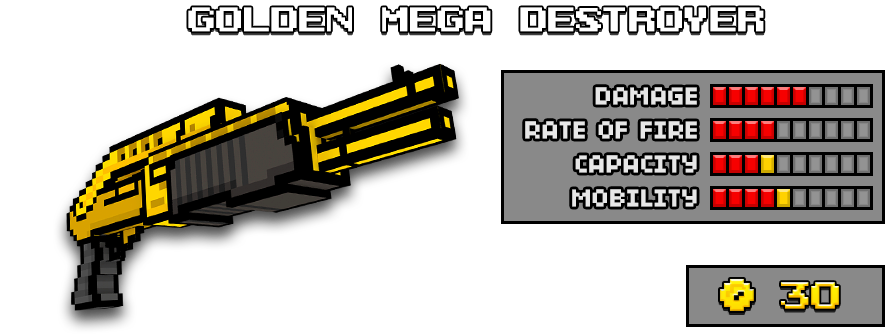 GOLDEN MEGA DESTROYER
DAMAGE
RATE OF FIRE
CAPACITY
MOBILITY
30